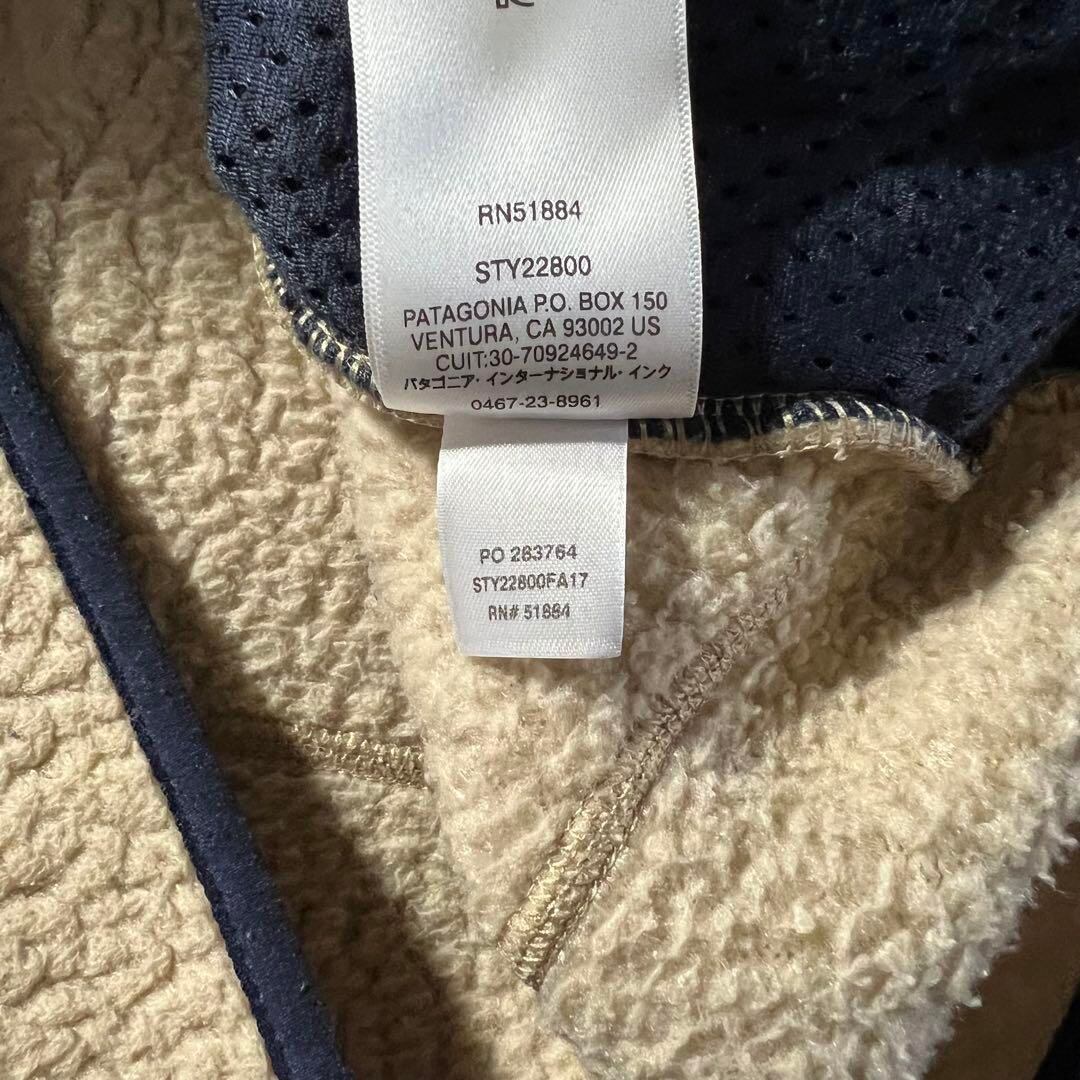 RN51884
STY22800
PATAGONIA P.O. BOX 150
VENTURA, CA 93002 US
CUIT:30-70924649-2
パタゴニア・インターナショナル・インク
0467-23-8961
PO 283764
STY22800FA17
RN# 51884